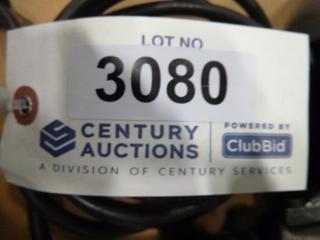 LOT NO
3080
CENTURY AUCTIONS
POWERED BY
ClubBid
A DIVISION OF CENTURY SERVICES